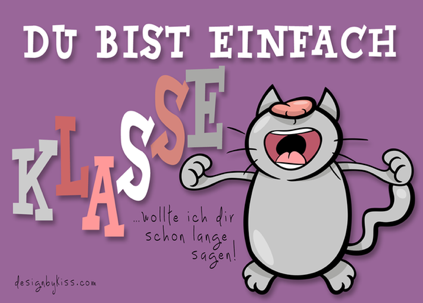 DU BIST EINFACH
KLASSE
...wollte ich dir
schon lange
sagen!
designbykiss.com